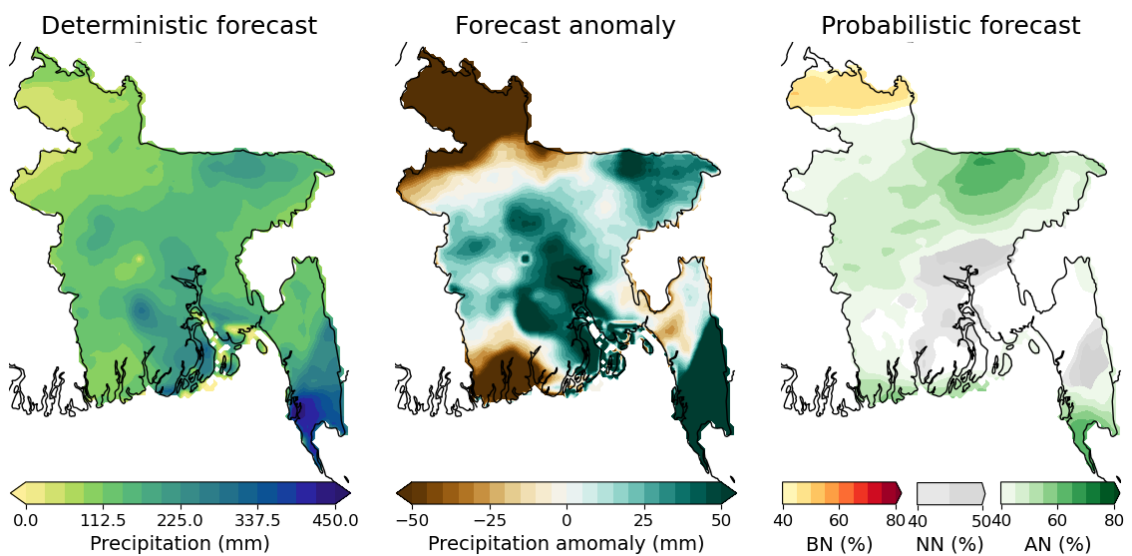 Deterministic forecast
Forecast anomaly
Probabilistic forecast
0.0 112.5 225.0 337.5 450.0
Precipitation (mm)
−50 −25 0 25 50
Precipitation amomaly (mm)
40 60 80
BN (%)
40 50
NN (%)
40 60 80
AN (%)